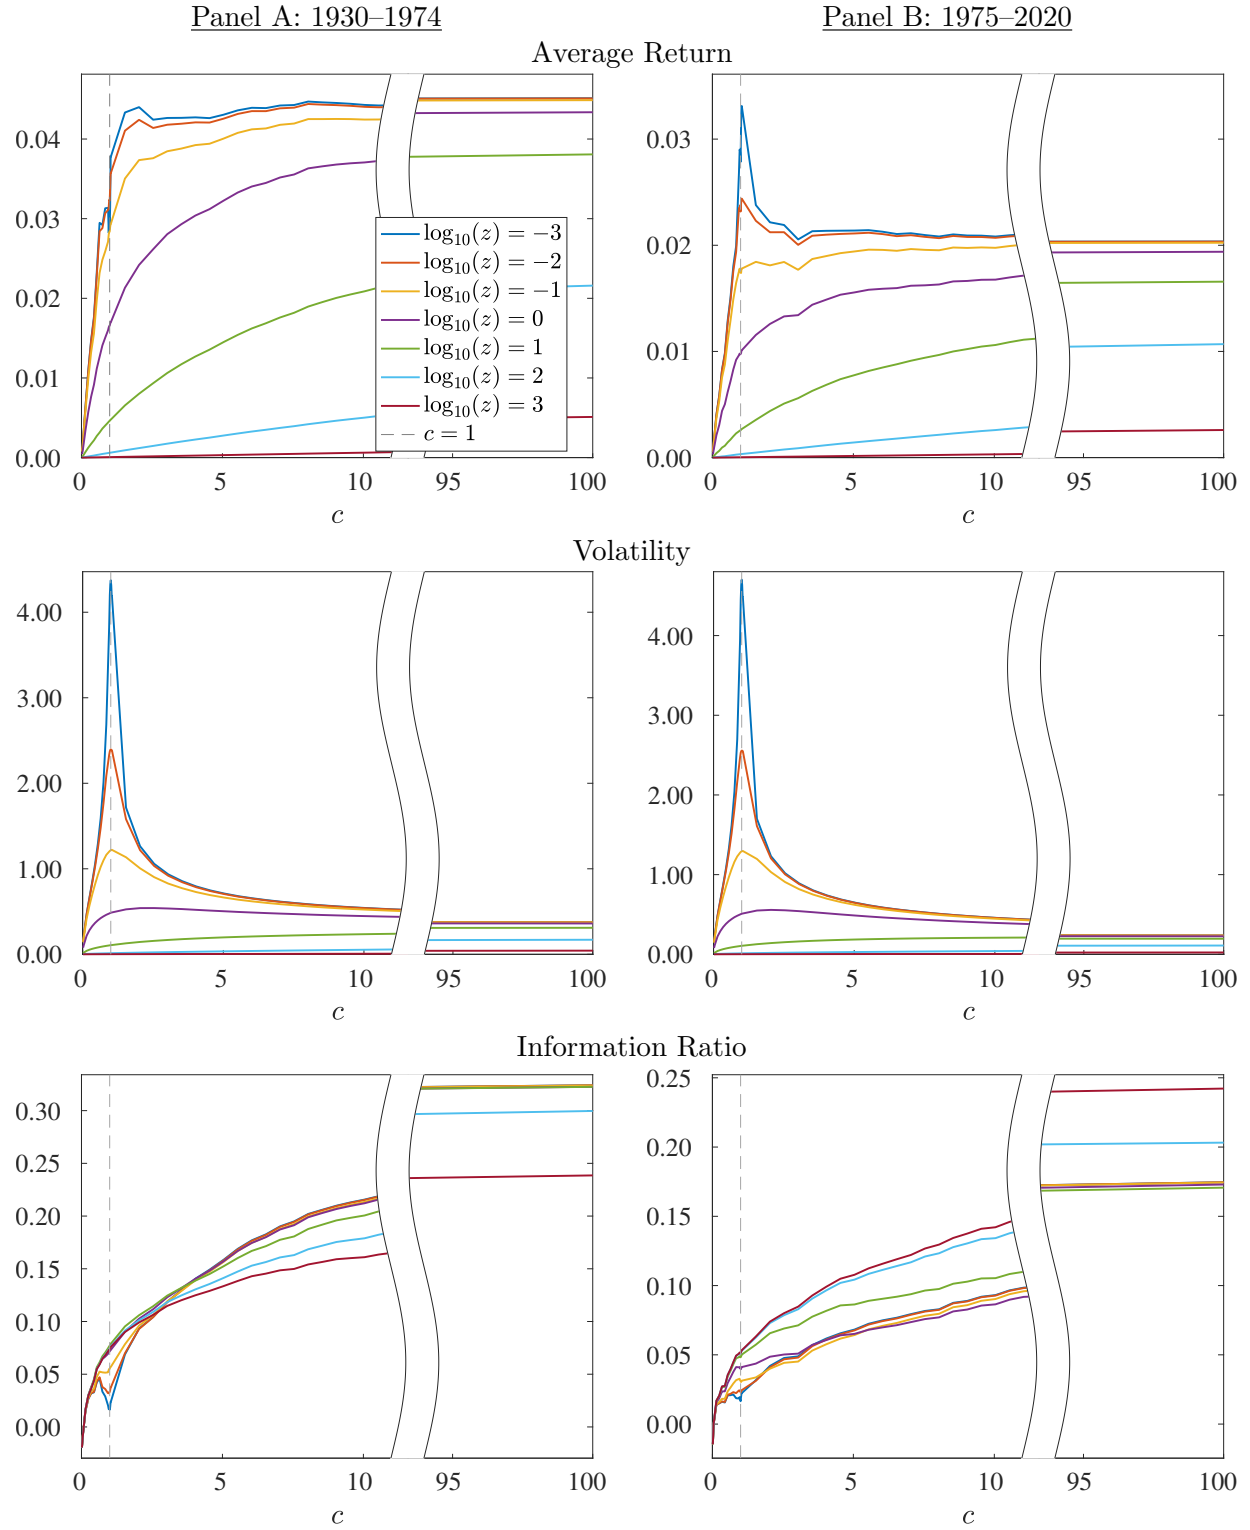 Panel A: 1930–1974 Panel B: 1975–2020
Average Return
0.04
0.03
0.02
0.01
0.00
0 5 10 95 100
c
log₁₀(z) = −3
log₁₀(z) = −2
log₁₀(z) = −1
log₁₀(z) = 0
log₁₀(z) = 1
log₁₀(z) = 2
log₁₀(z) = 3
c = 1
0.03
0.02
0.01
0.00
0 5 10 95 100
c
Volatility
4.00
3.00
2.00
1.00
0.00
0 5 10 95 100
c
4.00
3.00
2.00
1.00
0.00
0 5 10 95 100
c
Information Ratio
0.30
0.25
0.20
0.15
0.10
0.05
0.00
0 5 10 95 100
c
0.25
0.20
0.15
0.10
0.05
0.00
0 5 10 95 100
c